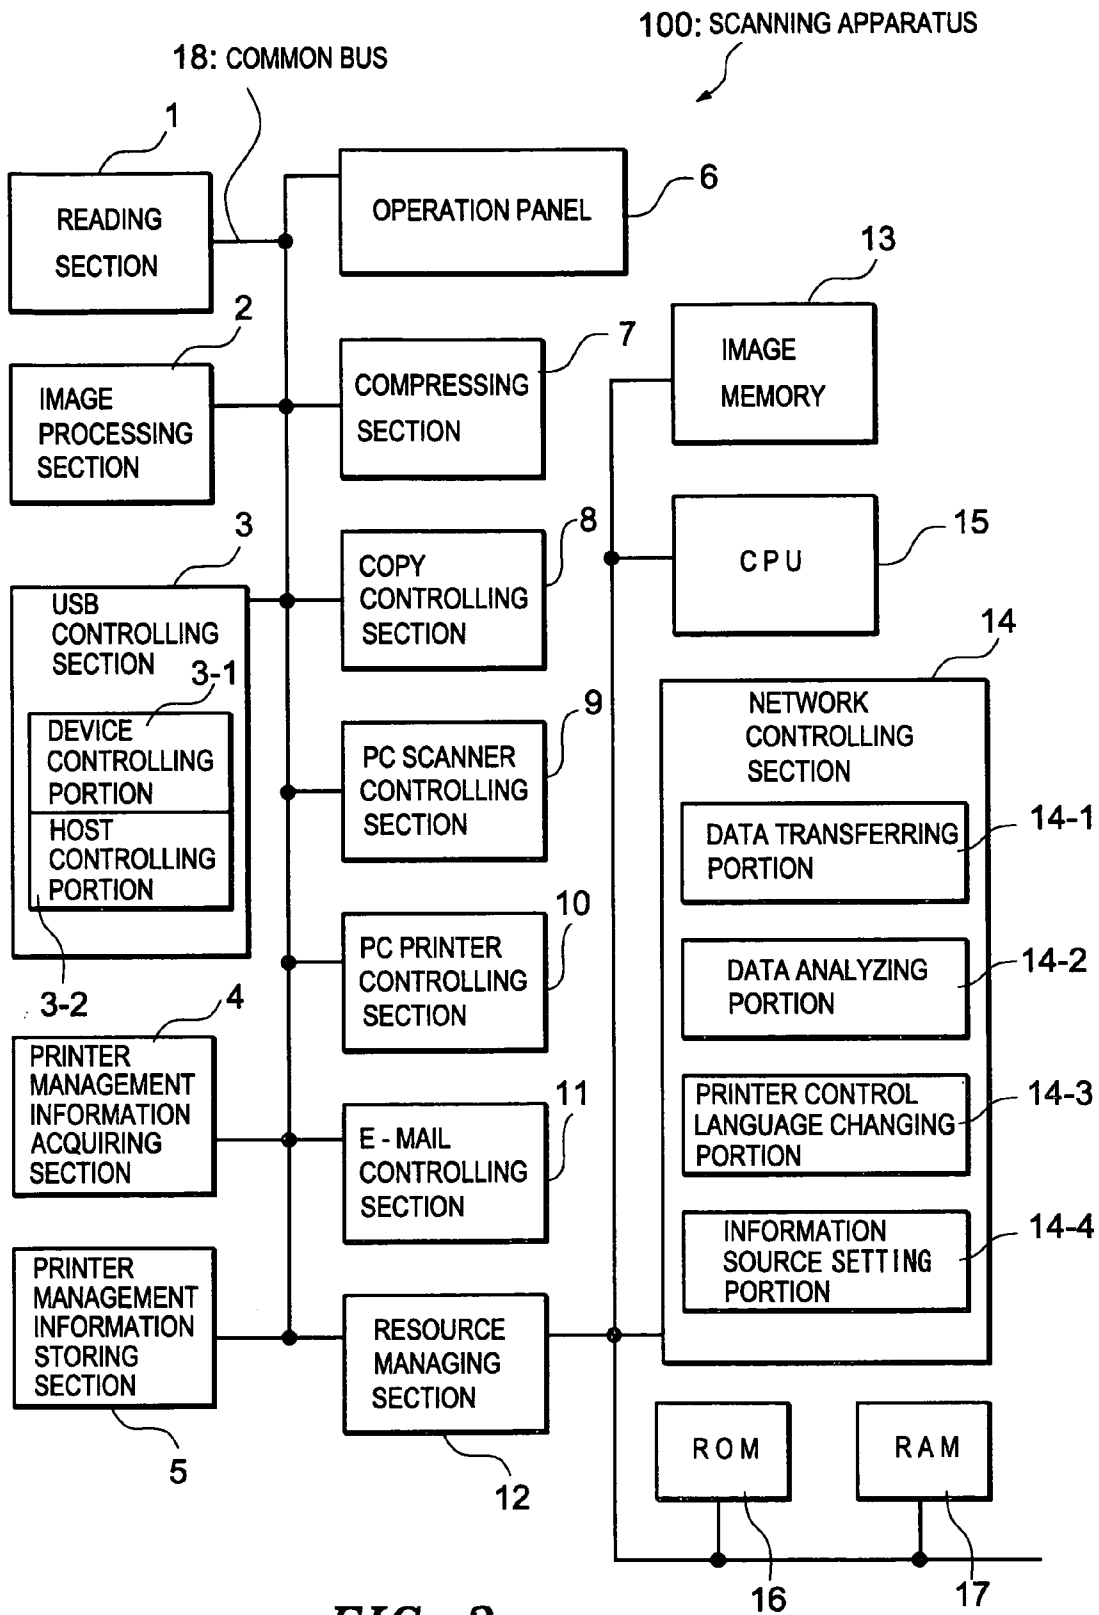 100: SCANNING APPARATUS
18: COMMON BUS
1
READING
SECTION
6
OPERATION PANEL
13
IMAGE
MEMORY
2
IMAGE
PROCESSING
SECTION
7
COMPRESSING
SECTION
15
CPU
3
USB
CONTROLLING
SECTION
3-1
DEVICE
CONTROLLING
PORTION
HOST
CONTROLLING
PORTION
3-2
8
COPY
CONTROLLING
SECTION
9
PC SCANNER
CONTROLLING
SECTION
10
PC PRINTER
CONTROLLING
SECTION
14
NETWORK
CONTROLLING
SECTION
14-1
DATA TRANSFERRING
PORTION
14-2
DATA ANALYZING
PORTION
14-3
PRINTER CONTROL
LANGUAGE CHANGING
PORTION
14-4
INFORMATION
SOURCE SETTING
PORTION
4
PRINTER
MANAGEMENT
INFORMATION
ACQUIRING
SECTION
11
E-MAIL
CONTROLLING
SECTION
PRINTER
MANAGEMENT
INFORMATION
STORING
SECTION
5
RESOURCE
MANAGING
SECTION
12
ROM
16
RAM
17